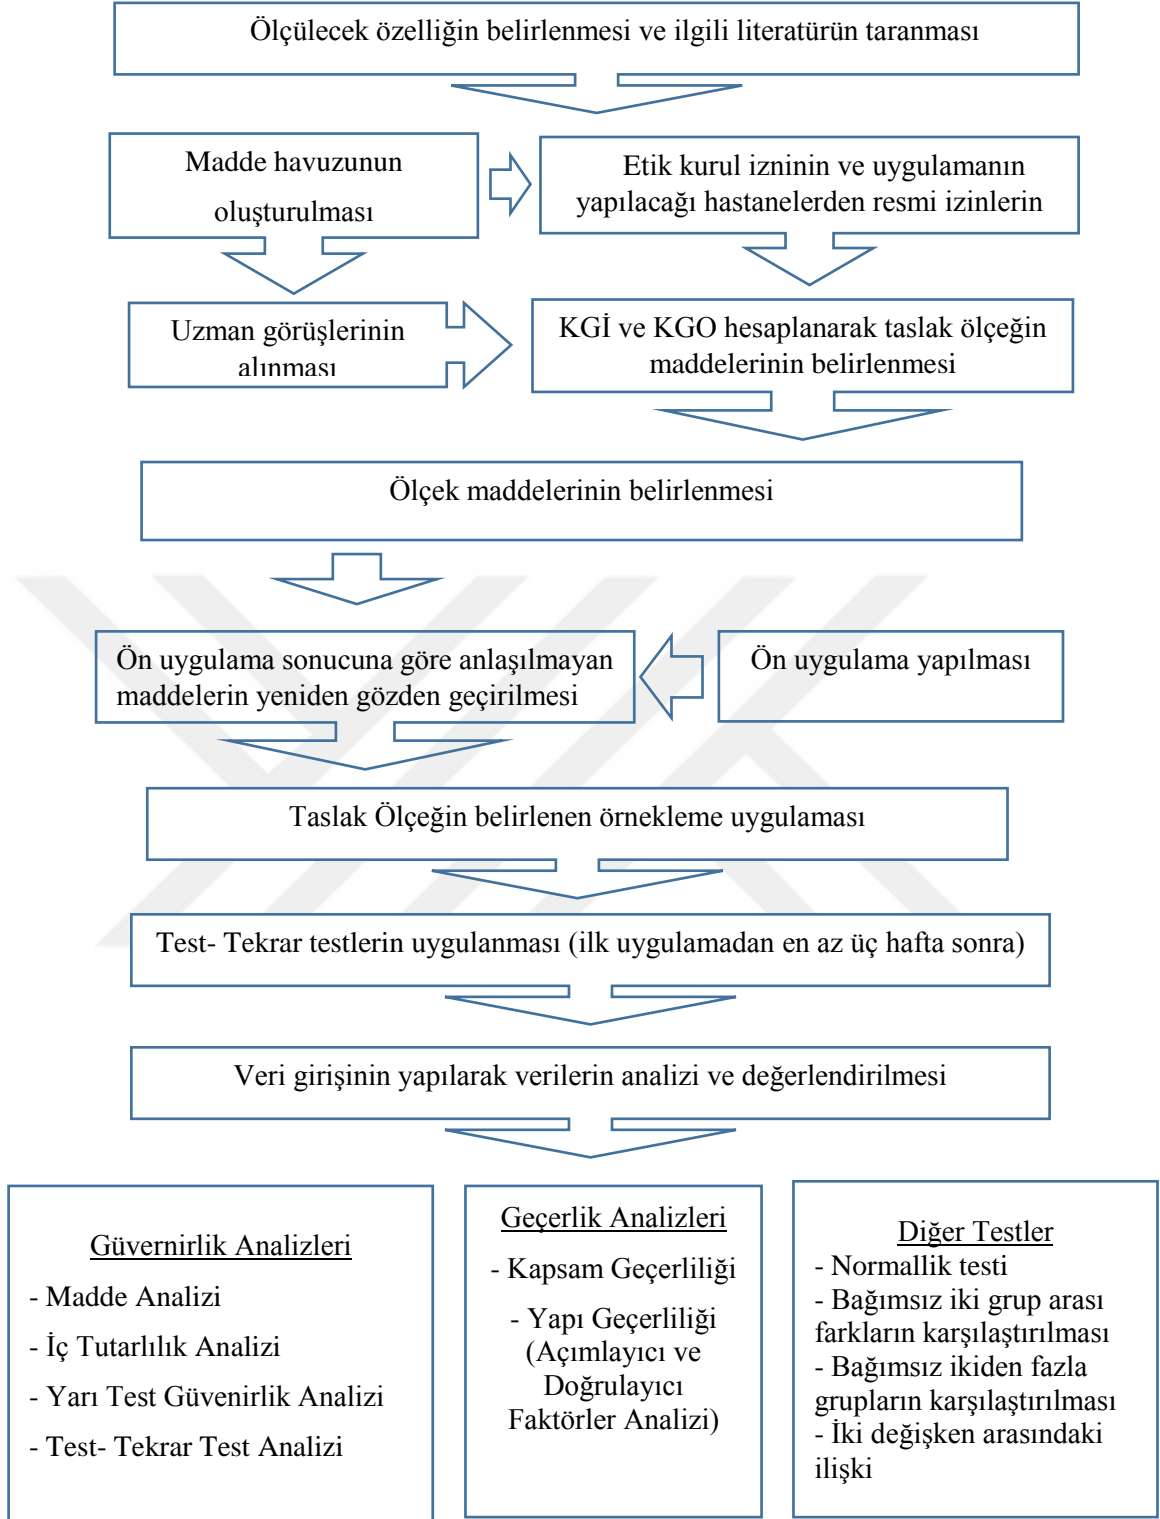 Ölçülecek özelliğin belirlenmesi ve ilgili literatürün taranması
Madde havuzunun
oluşturulması
Etik kurul izninin ve uygulamanın
yapılacağı hastanelerden resmi izinlerin
Uzman görüşlerinin
alınması
KGİ ve KGO hesaplanarak taslak ölçeğin
maddelerinin belirlenmesi
Ölçek maddelerinin belirlenmesi
Ön uygulama sonucuna göre anlaşılmayan
maddelerin yeniden gözden geçirilmesi
Ön uygulama yapılması
Taslak Ölçeğin belirlenen örnekleme uygulaması
Test- Tekrar testlerin uygulanması (ilk uygulamadan en az üç hafta sonra)
Veri girişinin yapılarak verilerin analizi ve değerlendirilmesi
Güvernirlik Analizleri
- Madde Analizi
- İç Tutarlılık Analizi
- Yarı Test Güvenirlik Analizi
- Test- Tekrar Test Analizi
Geçerlik Analizleri
- Kapsam Geçerliliği
- Yapı Geçerliliği
(Açımlayıcı ve
Doğrulayıcı
Faktörler Analizi)
Diğer Testler
- Normallik testi
- Bağımsız iki grup arası
farkların karşılaştırılması
- Bağımsız ikiden fazla
grupların karşılaştırılması
- İki değişken arasındaki
ilişki